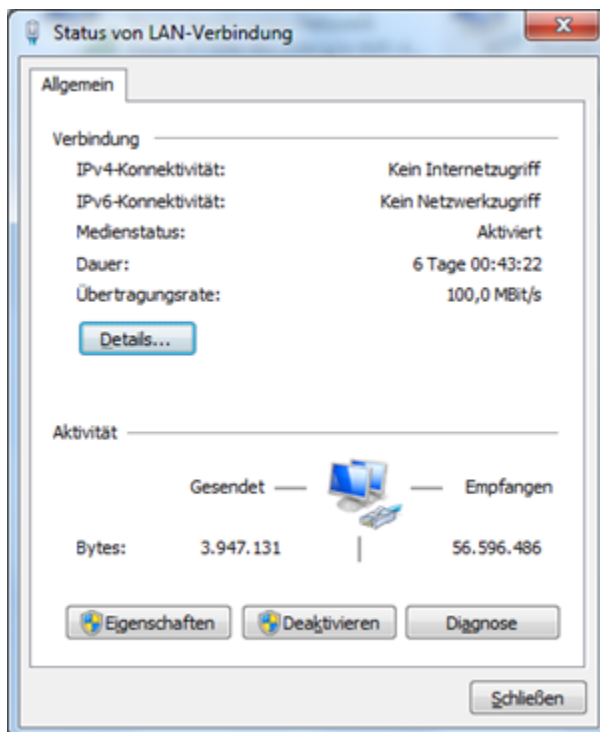 Status von LAN-Verbindung
Allgemein
Verbindung
IPv4-Konnektivität: Kein Internetzugriff
IPv6-Konnektivität: Kein Netzwerkzugriff
Medienstatus: Aktiviert
Dauer: 6 Tage 00:43:22
Übertragungsrate: 100,0 MBit/s
Details...
Aktivität
Gesendet Empfangen
Bytes: 3.947.131 56.596.486
Eigenschaften Deaktivieren Diagnose
Schließen